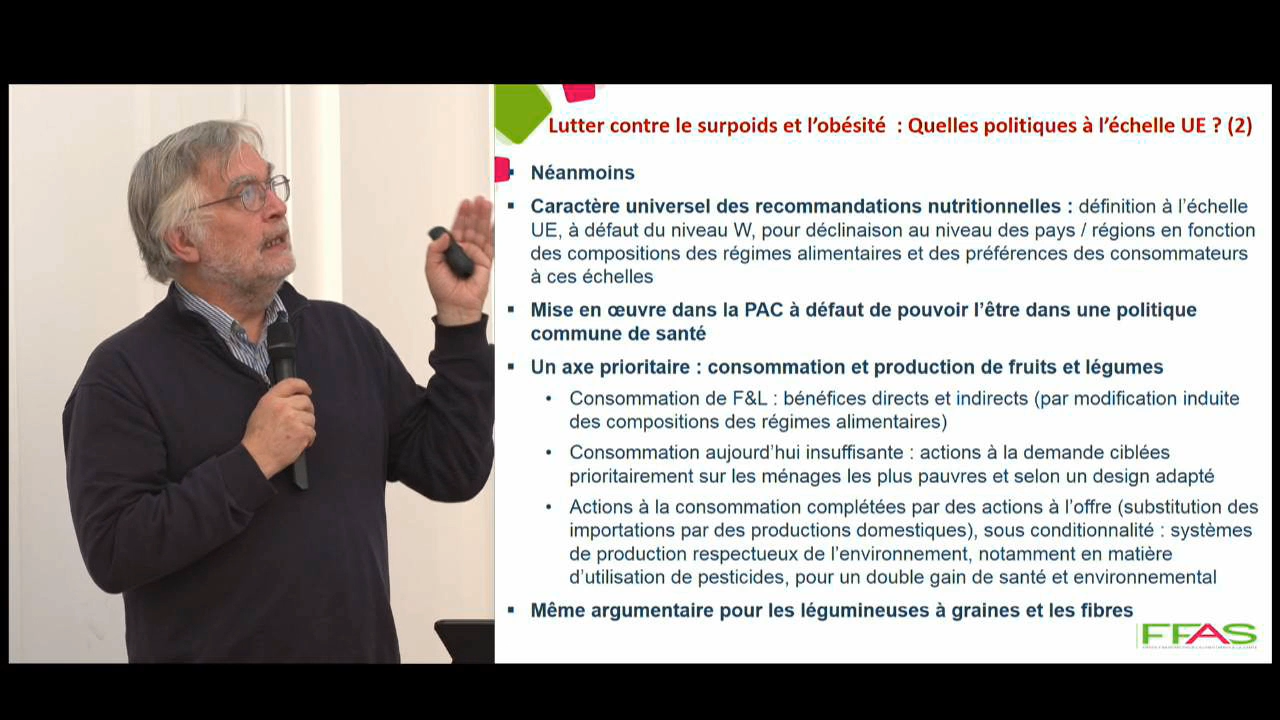 Lutter contre le surpoids et l'obésité : Quelles politiques à l'échelle UE ? (2)
▪ Néanmoins
▪ Caractère universel des recommandations nutritionnelles : définition à l'échelle
UE, à défaut du niveau W, pour déclinaison au niveau des pays / régions en fonction
des compositions des régimes alimentaires et des préférences des consommateurs
à ces échelles
▪ Mise en œuvre dans la PAC à défaut de pouvoir l'être dans une politique
commune de santé
▪ Un axe prioritaire : consommation et production de fruits et légumes
• Consommation de F&L : bénéfices directs et indirects (par modification induite
des compositions des régimes alimentaires)
• Consommation aujourd'hui insuffisante : actions à la demande ciblées
prioritairement sur les ménages les plus pauvres et selon un design adapté
• Actions à la consommation complétées par des actions à l'offre (substitution des
importations par des productions domestiques), sous conditionnalité : systèmes
de production respectueux de l'environnement, notamment en matière
d'utilisation de pesticides, pour un double gain de santé et environnemental
▪ Même argumentaire pour les légumineuses à graines et les fibres
FFAS